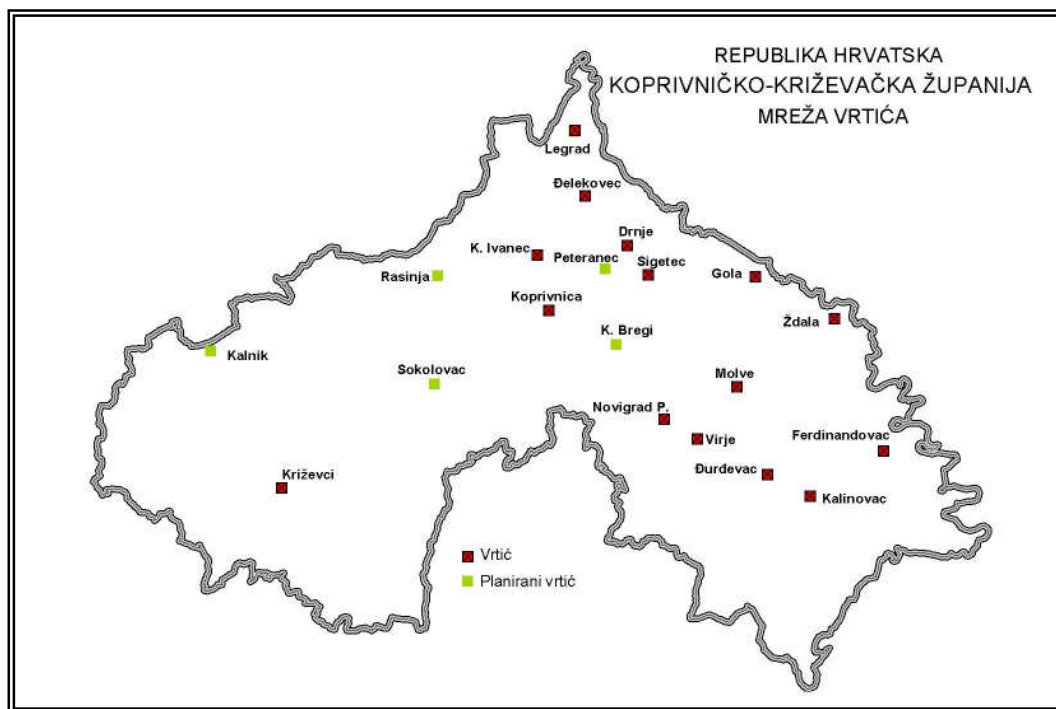 REPUBLIKA HRVATSKA
KOPRIVNIČKO-KRIŽEVAČKA ŽUPANIJA
MREŽA VRTIĆA
Legrad
Đelekovec
Drnje
K. Ivanec
Peteranec
Sigetec
Gola
Rasinja
Koprivnica
Ždala
K. Bregi
Kalnik
Sokolovac
Molve
Novigrad P.
Virje
Ferdinandovac
Đurđevac
Križevci
Kalinovac
Vrtić
Planirani vrtić